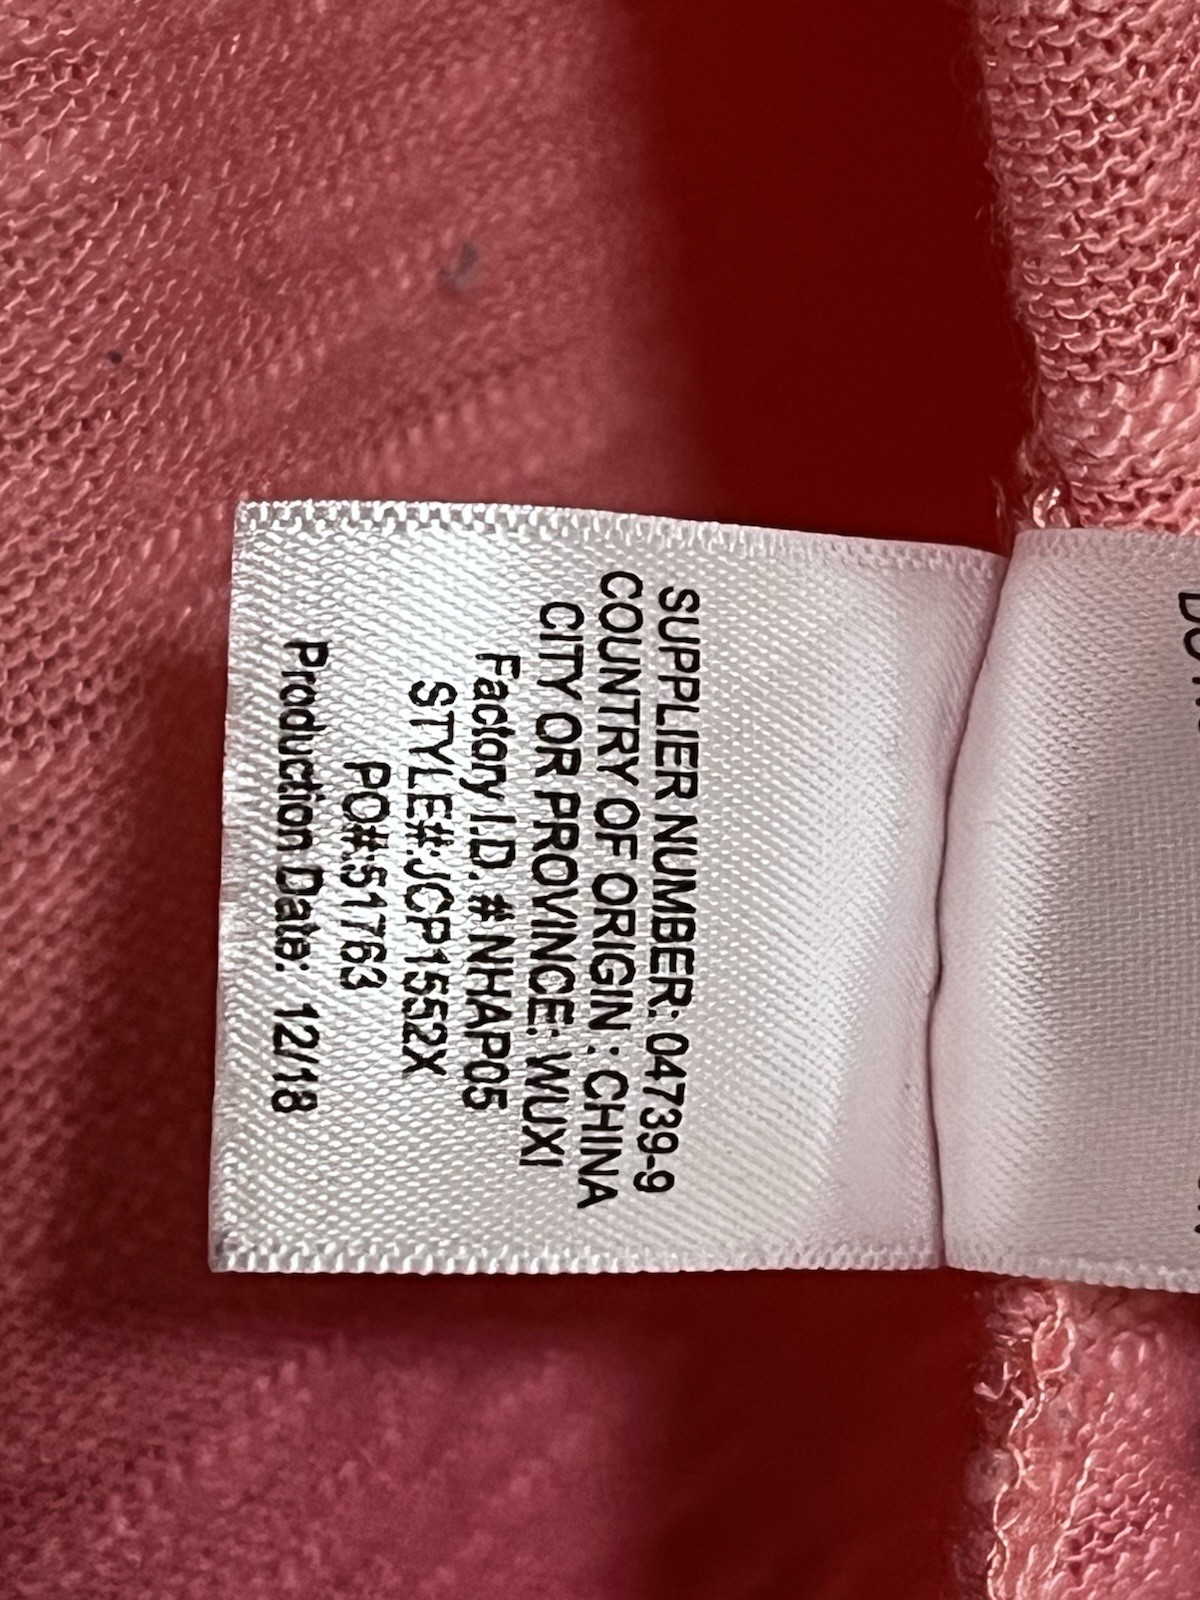 SUPPLIER NUMBER: 04739-9
COUNTRY OF ORIGIN : CHINA
CITY OR PROVINCE: WUXI
Factory I.D. # NHAP05
STYLE#:JCP1552X
PO#:51763
Production Date: 12/18